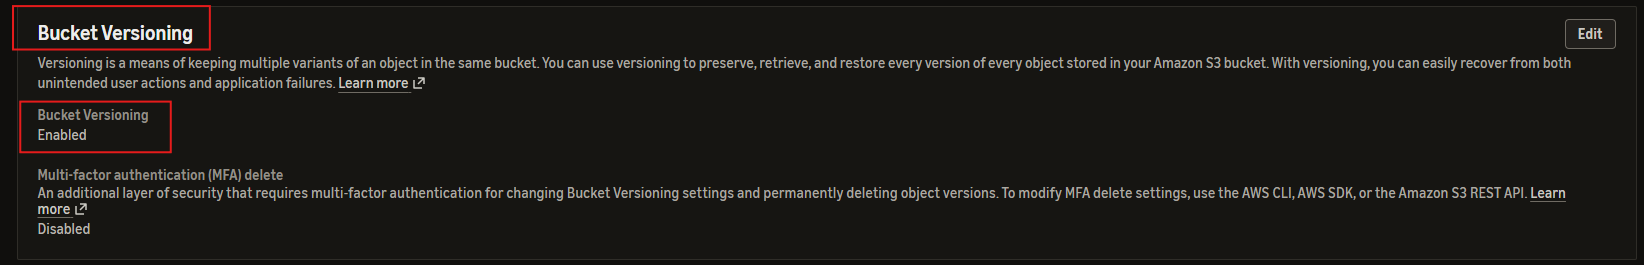 Bucket Versioning
Edit
Versioning is a means of keeping multiple variants of an object in the same bucket. You can use versioning to preserve, retrieve, and restore every version of every object stored in your Amazon S3 bucket. With versioning, you can easily recover from both
unintended user actions and application failures. Learn more
Bucket Versioning
Enabled
Multi-factor authentication (MFA) delete
An additional layer of security that requires multi-factor authentication for changing Bucket Versioning settings and permanently deleting object versions. To modify MFA delete settings, use the AWS CLI, AWS SDK, or the Amazon S3 REST API. Learn
more
Disabled